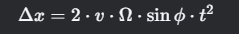 Δx = 2 · v · Ω · sin ϕ · t²